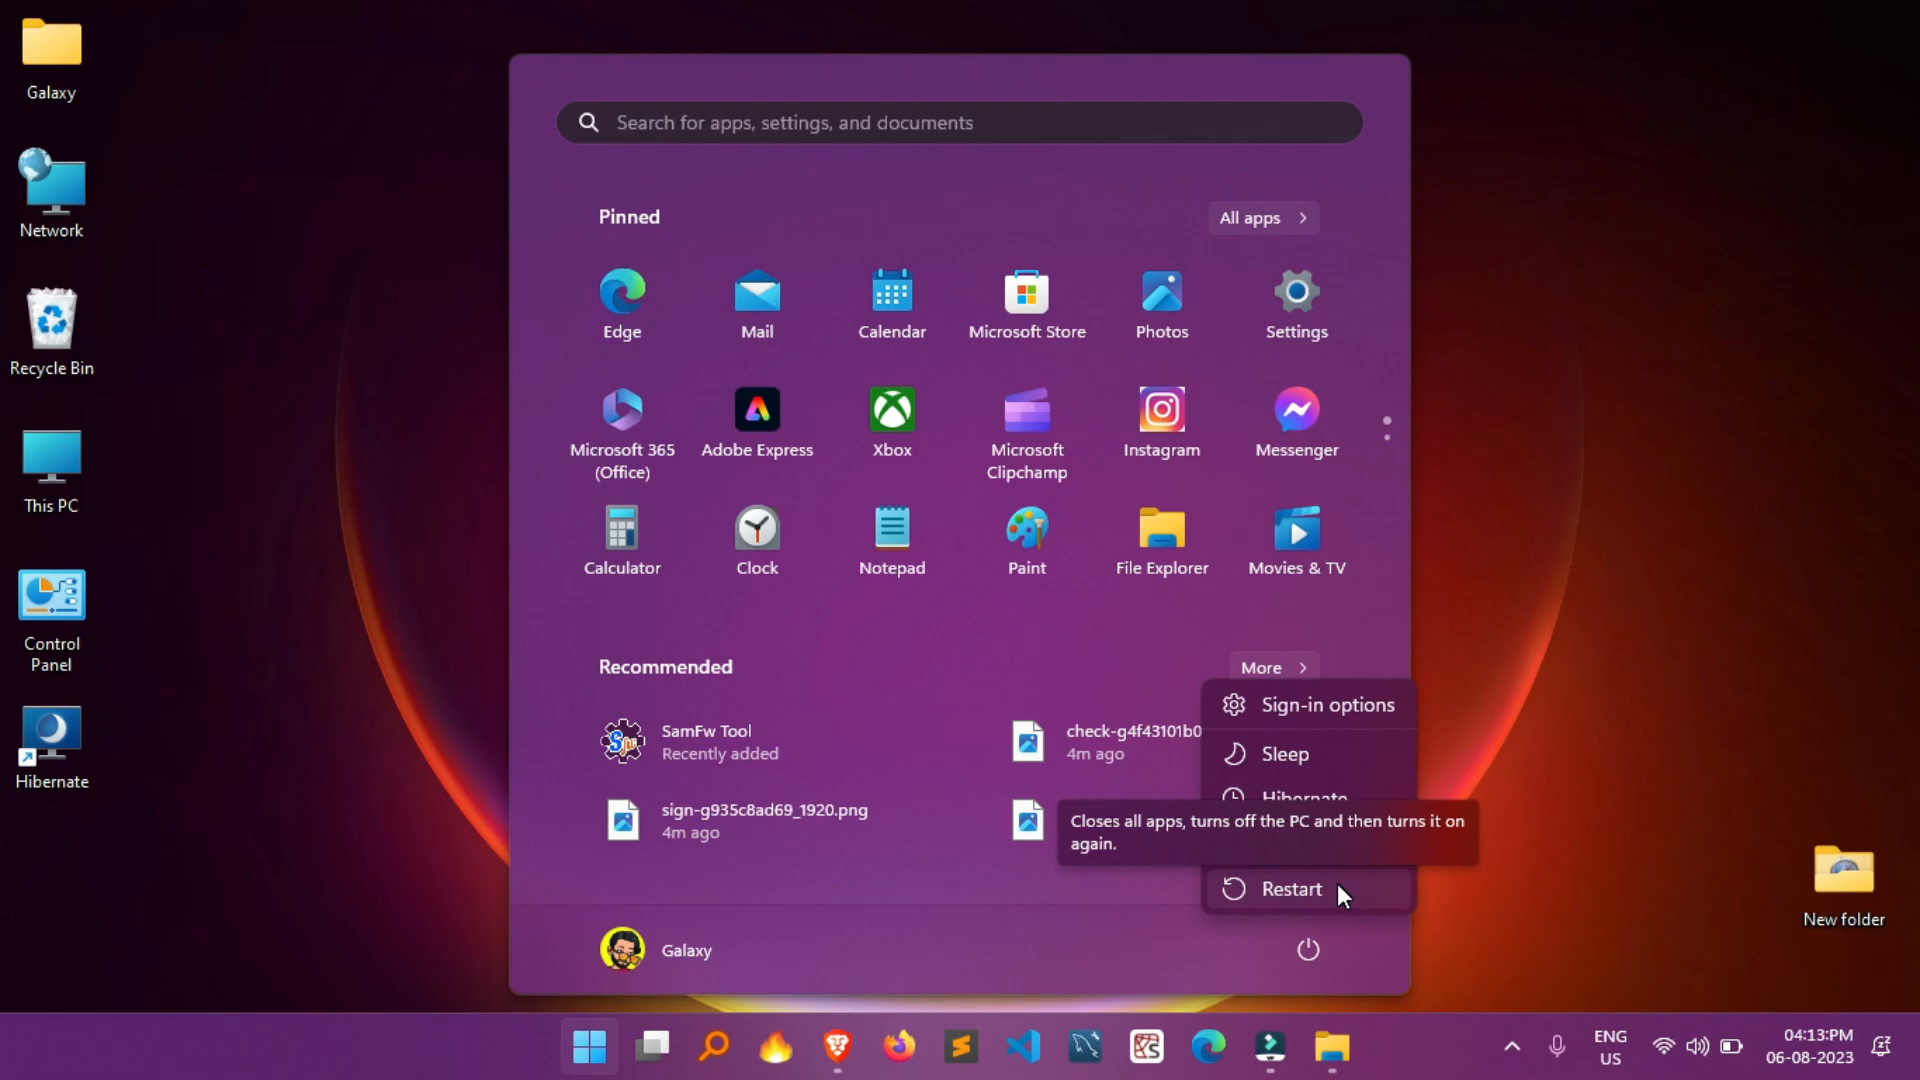 Galaxy
Network
Recycle Bin
This PC
Control
Panel
Hibernate
Search for apps, settings, and documents
Pinned
All apps
Edge
Mail
Calendar
Microsoft Store
Photos
Settings
Microsoft 365
(Office)
Adobe Express
Xbox
Microsoft
Clipchamp
Instagram
Messenger
Calculator
Clock
Notepad
Paint
File Explorer
Movies & TV
Recommended
More
SamFw Tool
Recently added
check-g4f43101b0
4m ago
sign-g935c8ad69_1920.png
4m ago
Sign-in options
Sleep
Hibernate
Closes all apps, turns off the PC and then turns it on
again.
Restart
Galaxy
New folder
ENG
US
04:13:PM
06-08-2023